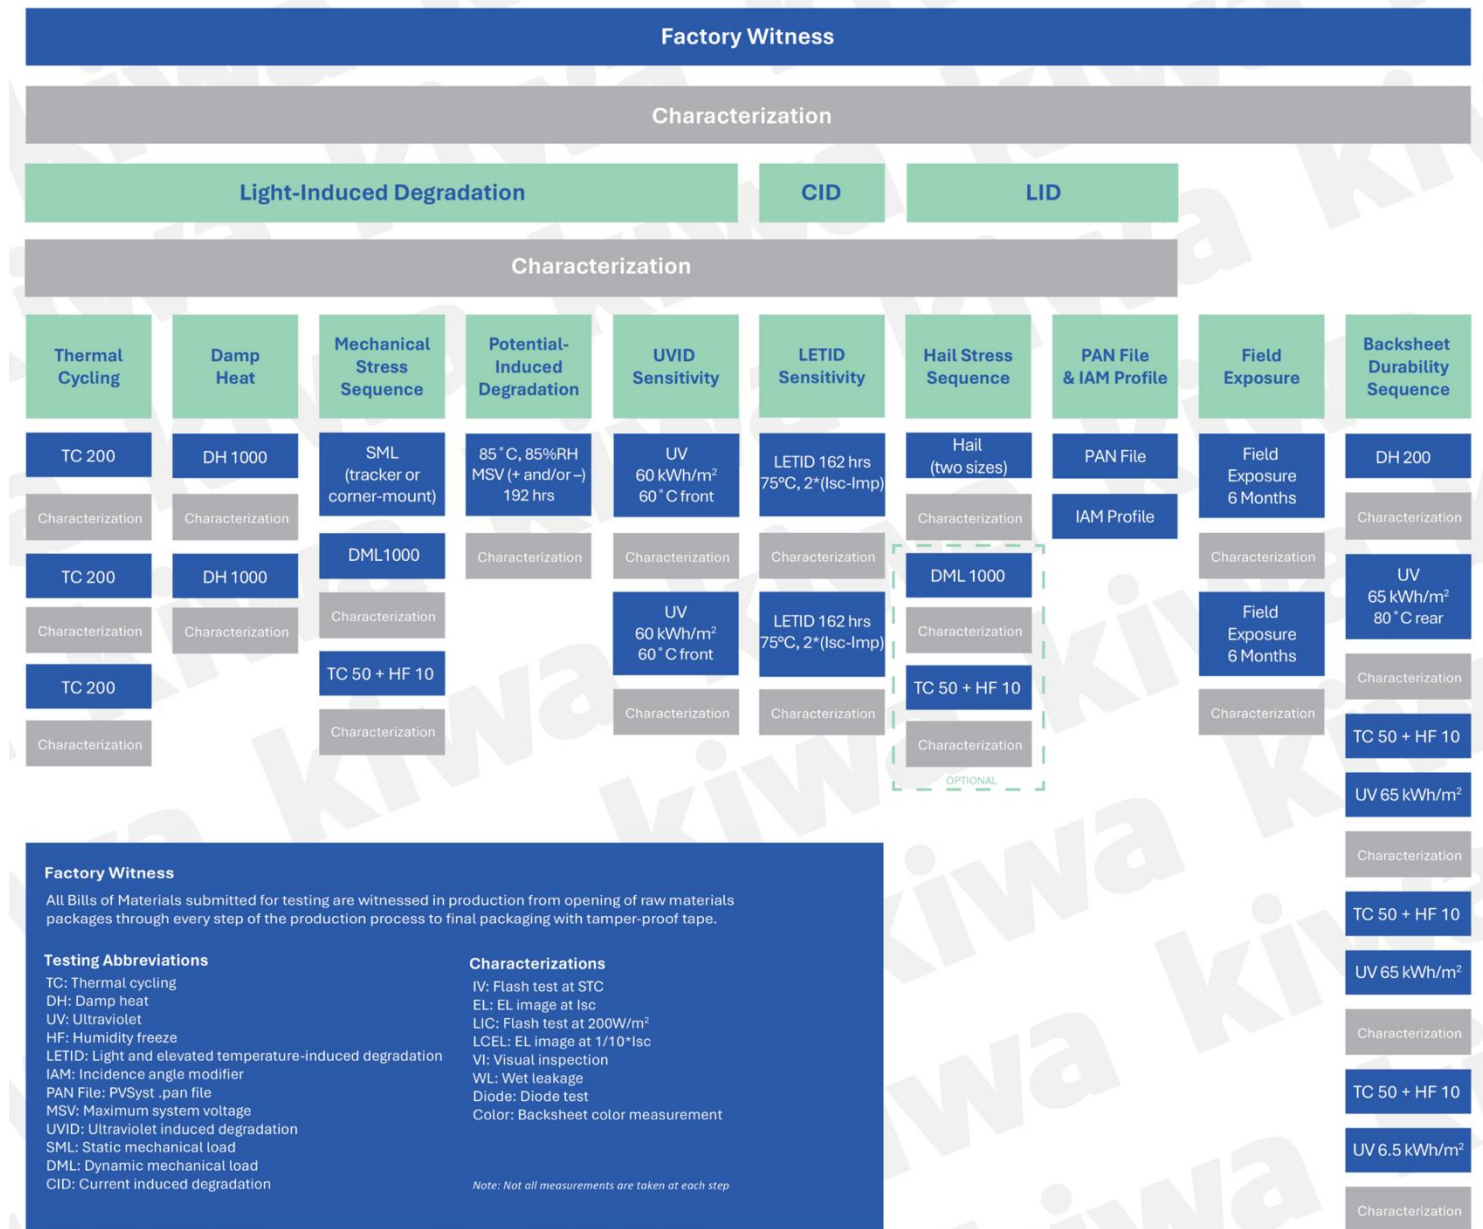 Factory Witness
Characterization
Light-Induced Degradation
CID
LID
Characterization
Thermal
Cycling
TC 200
Characterization
TC 200
Characterization
TC 200
Characterization
Damp
Heat
DH 1000
Characterization
DH 1000
Characterization
Mechanical
Stress
Sequence
SML
(tracker or
corner-mount)
DML1000
Characterization
TC 50 + HF 10
Characterization
Potential-
Induced
Degradation
85˚C, 85%RH
MSV (+ and/or –)
192 hrs
Characterization
UVID
Sensitivity
UV
60 kWh/m²
60˚C front
Characterization
UV
60 kWh/m²
60˚C front
Characterization
LETID
Sensitivity
LETID 162 hrs
75ºC, 2*(Isc-Imp)
Characterization
LETID 162 hrs
75ºC, 2*(Isc-Imp)
Characterization
Hail Stress
Sequence
Hail
(two sizes)
Characterization
DML 1000
Characterization
TC 50 + HF 10
Characterization
OPTIONAL
PAN File
& IAM Profile
PAN File
IAM Profile
Field
Exposure
Field
Exposure
6 Months
Characterization
Field
Exposure
6 Months
Characterization
Backsheet
Durability
Sequence
DH 200
Characterization
UV
65 kWh/m²
80˚C rear
Characterization
TC 50 + HF 10
UV 65 kWh/m²
Characterization
TC 50 + HF 10
UV 65 kWh/m²
Characterization
TC 50 + HF 10
UV 6.5 kWh/m²
Characterization
Factory Witness
All Bills of Materials submitted for testing are witnessed in production from opening of raw materials
packages through every step of the production process to final packaging with tamper-proof tape.
Testing Abbreviations
TC: Thermal cycling
DH: Damp heat
UV: Ultraviolet
HF: Humidity freeze
LETID: Light and elevated temperature-induced degradation
IAM: Incidence angle modifier
PAN File: PVSyst .pan file
MSV: Maximum system voltage
UVID: Ultraviolet induced degradation
SML: Static mechanical load
DML: Dynamic mechanical load
CID: Current induced degradation
Characterizations
IV: Flash test at STC
EL: EL image at Isc
LIC: Flash test at 200W/m²
LCEL: EL image at 1/10*Isc
VI: Visual inspection
WL: Wet leakage
Diode: Diode test
Color: Backsheet color measurement
Note: Not all measurements are taken at each step
kiwa